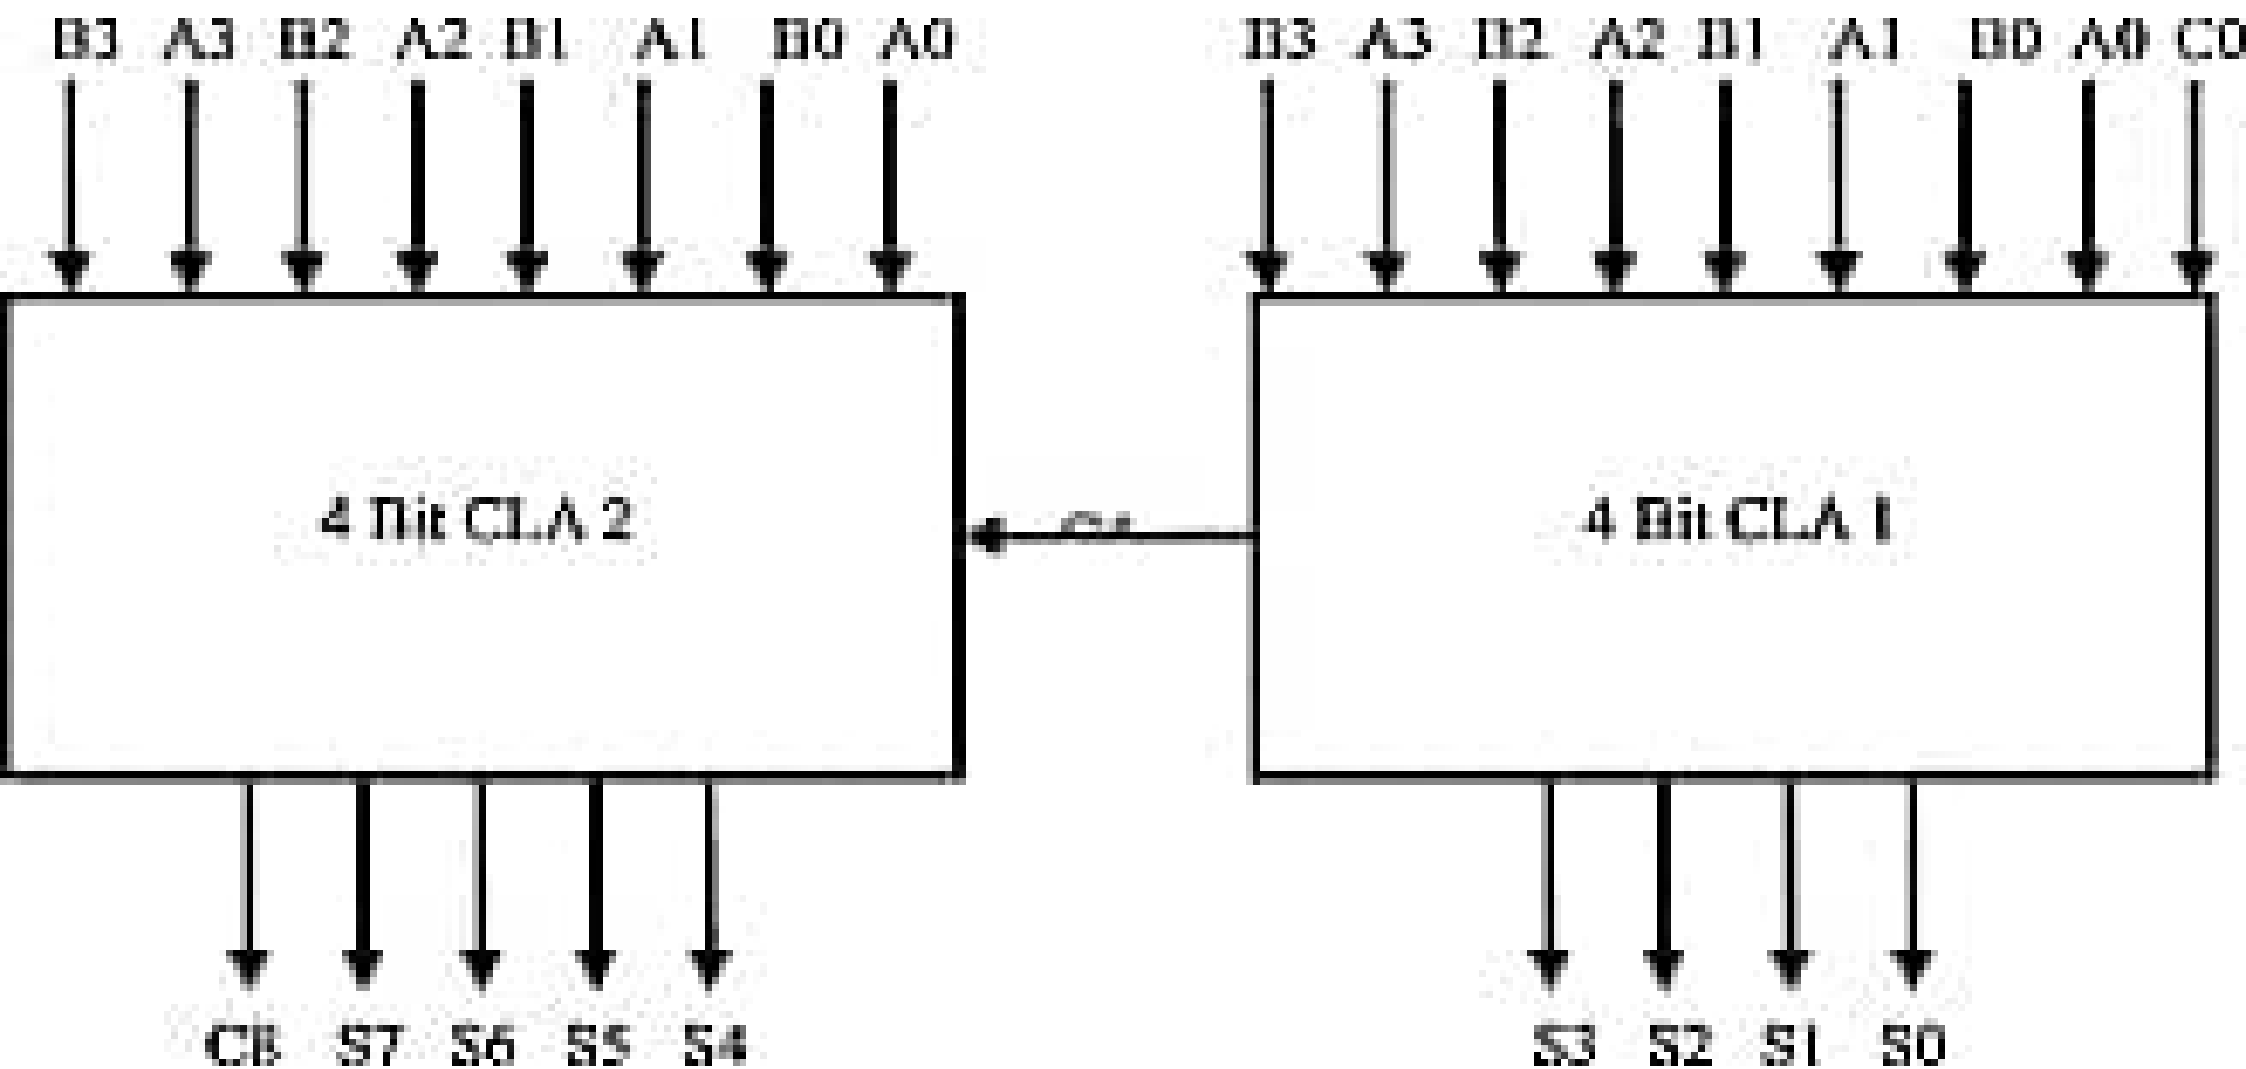 B3 A3 B2 A2 B1 A1 B0 A0 B3 A3 B2 A2 B1 A1 B0 A0 C0
4 Bit CLA 2 4 Bit CLA 1
C8 S7 S6 S5 S4 S3 S2 S1 S0